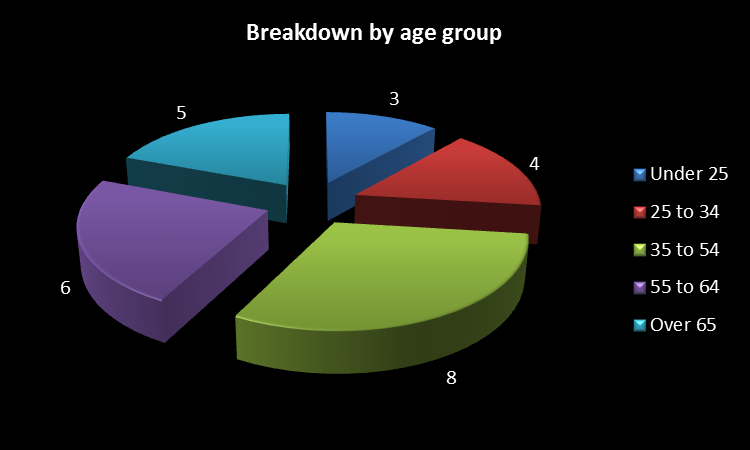 Breakdown by age group
3
4
5
6
8
Under 25
25 to 34
35 to 54
55 to 64
Over 65